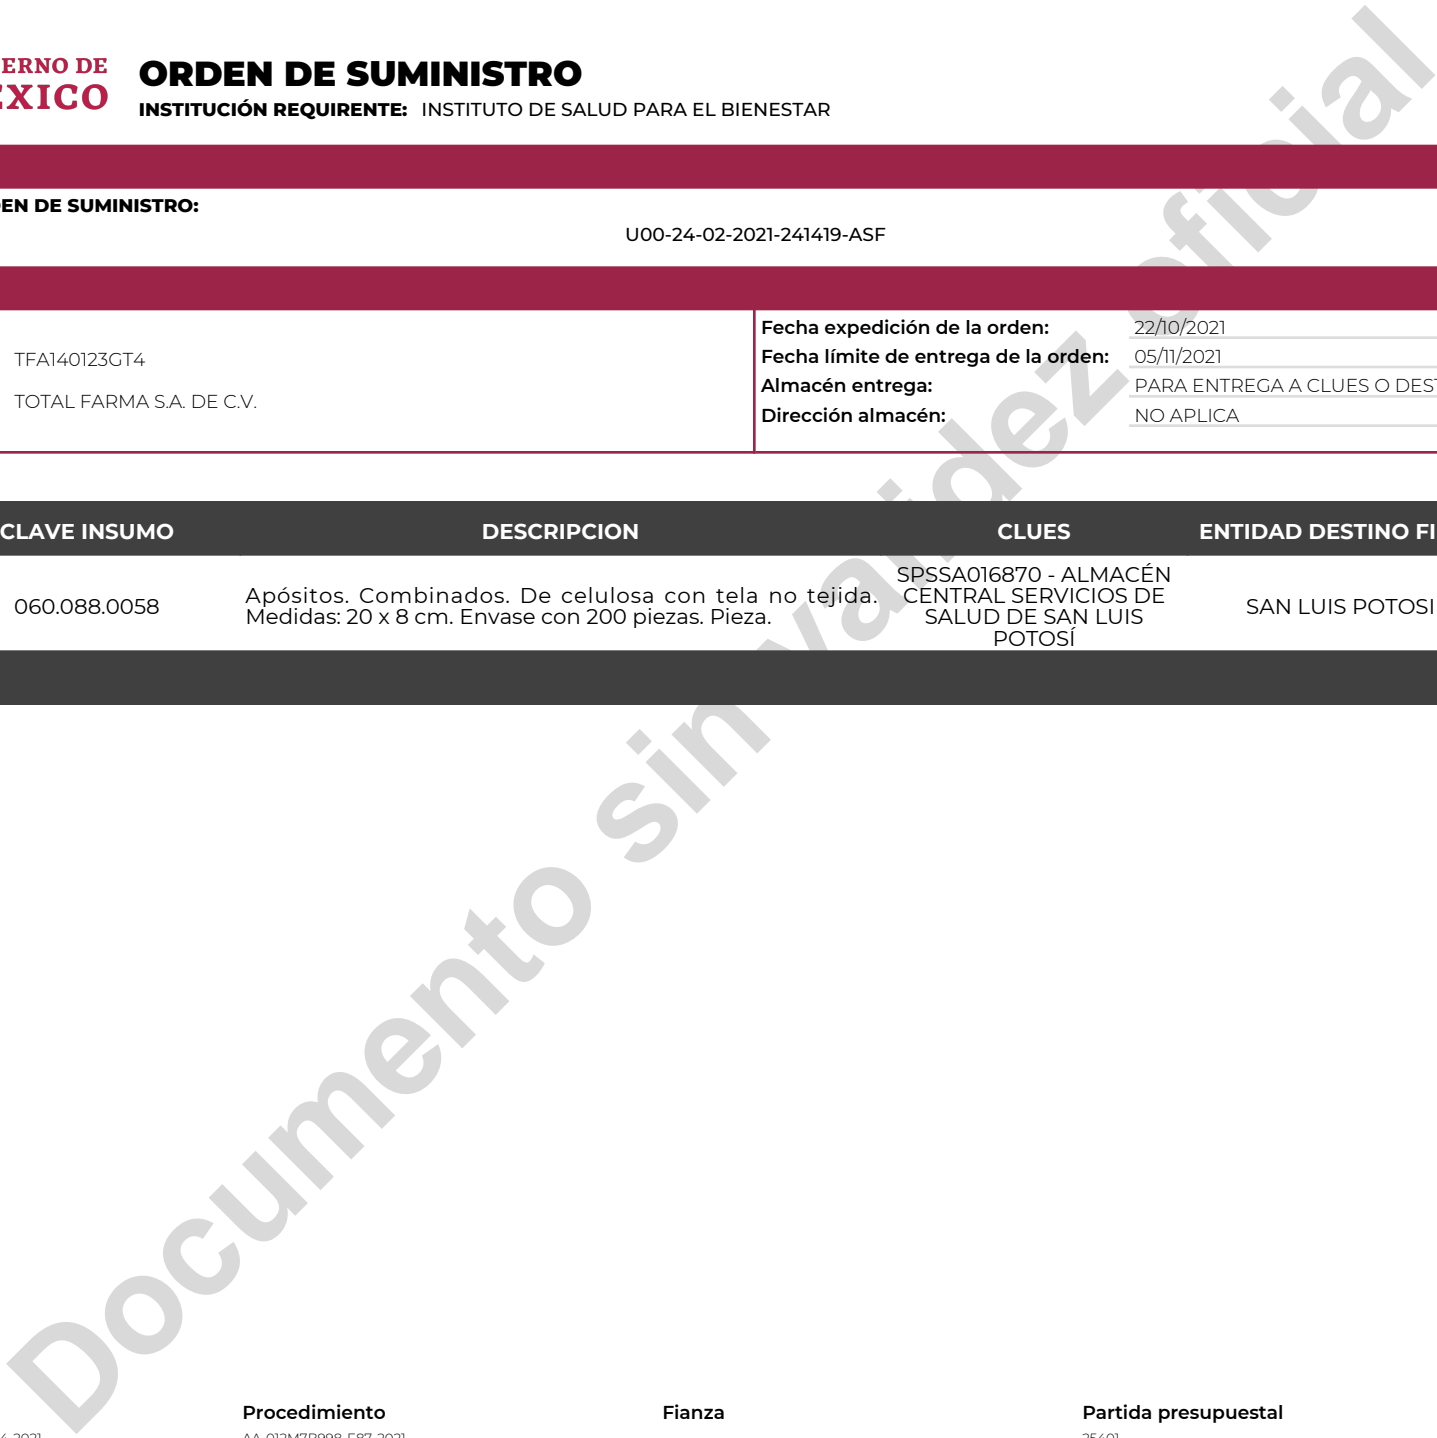 ERNO DE
EXICO
ORDEN DE SUMINISTRO
INSTITUCIÓN REQUIRENTE: INSTITUTO DE SALUD PARA EL BIENESTAR
EN DE SUMINISTRO:
U00-24-02-2021-241419-ASF
TFA140123GT4
TOTAL FARMA S.A. DE C.V.
Fecha expedición de la orden: 22/10/2021
Fecha límite de entrega de la orden: 05/11/2021
Almacén entrega: PARA ENTREGA A CLUES O DEST
Dirección almacén: NO APLICA
CLAVE INSUMO DESCRIPCION CLUES ENTIDAD DESTINO FI
060.088.0058
Apósitos. Combinados. De celulosa con tela no tejida.
Medidas: 20 x 8 cm. Envase con 200 piezas. Pieza.
SPSSA016870 - ALMACÉN
CENTRAL SERVICIOS DE
SALUD DE SAN LUIS
POTOSÍ
SAN LUIS POTOSI
Documento sin validez oficial
Procedimiento Fianza Partida presupuestal